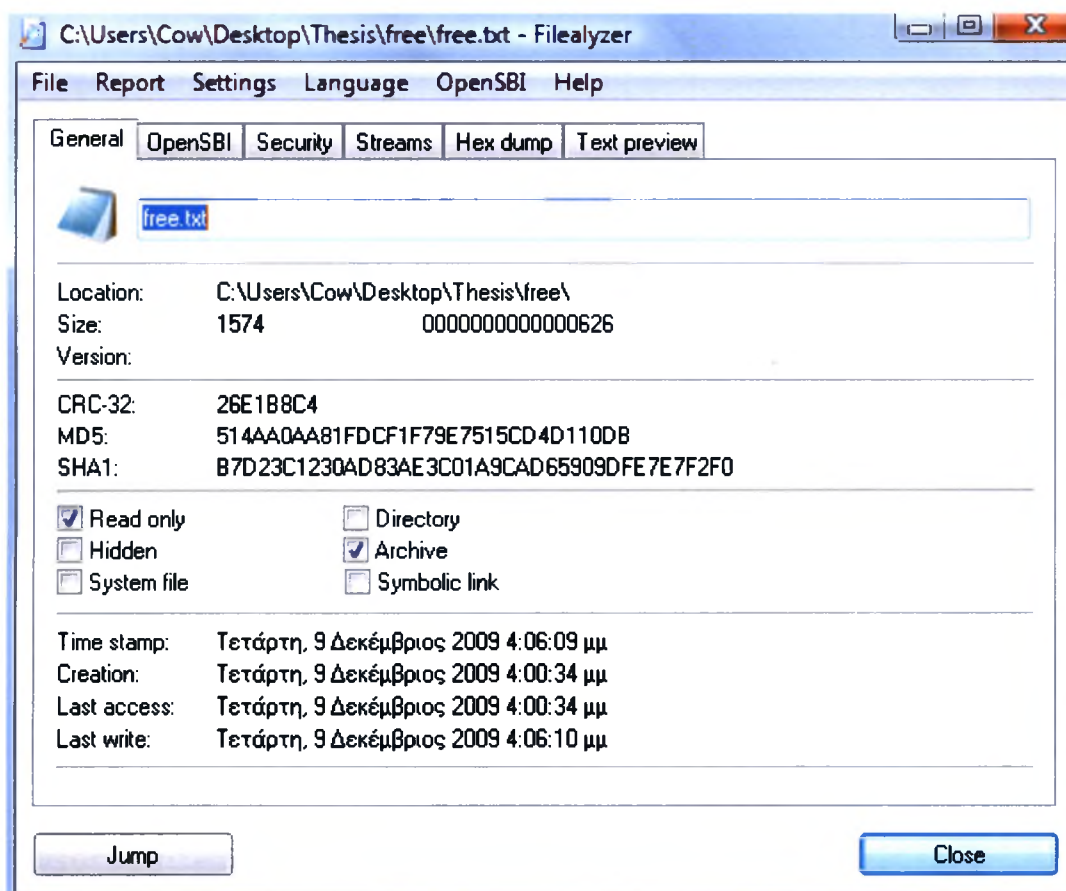 C:\Users\Cow\Desktop\Thesis\free\free.txt - Filealyzer
File Report Settings Language OpenSBI Help
General OpenSBI Security Streams Hex dump Text preview
free.txt
Location: C:\Users\Cow\Desktop\Thesis\free\
Size: 1574 0000000000000626
Version:
CRC-32: 26E1B8C4
MD5: 514AA0AA81FDCF1F79E7515CD4D110DB
SHA1: B7D23C1230AD83AE3C01A9CAD65909DFE7E7F2F0
Read only Directory
Hidden Archive
System file Symbolic link
Time stamp: Τετάρτη, 9 Δεκέμβριος 2009 4:06:09 μμ
Creation: Τετάρτη, 9 Δεκέμβριος 2009 4:00:34 μμ
Last access: Τετάρτη, 9 Δεκέμβριος 2009 4:00:34 μμ
Last write: Τετάρτη, 9 Δεκέμβριος 2009 4:06:10 μμ
Jump Close